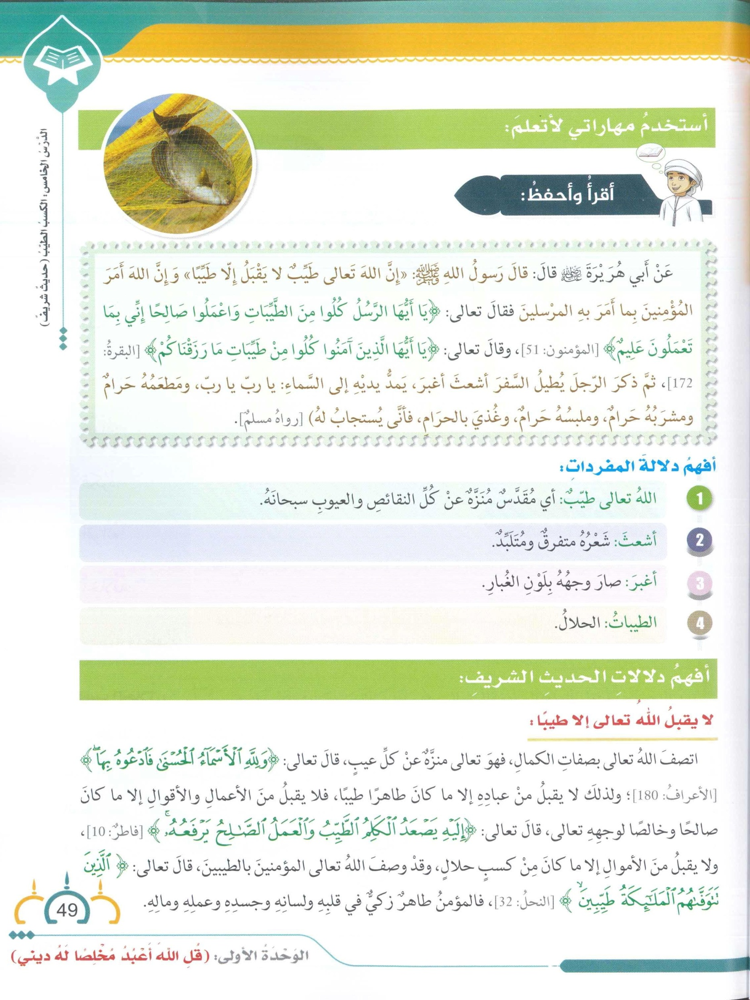 أستخدمُ مهاراتي لأتعلمَ:
أقرأُ وأحفظُ:
عَنْ أَبي هُرَيْرَةَ رضي الله عنه قالَ: قالَ رَسولُ اللهِ ﷺ: «إِنَّ اللهَ تَعالى طَيِّبٌ لا يَقْبَلُ إِلّا طَيِّبًا» وَإِنَّ اللهَ أَمَرَ
المُؤْمِنينَ بِما أَمَرَ بِهِ المرْسلينَ فقالَ تعالى: ﴿يَا أَيُّهَا الرَّسُلُ كُلُوا مِنَ الطَّيِّبَاتِ وَاعْمَلُوا صَالِحًا إِنِّي بِمَا
تَعْمَلُونَ عَلِيمٌ﴾ [المؤمنون: 51]، وقالَ تعالى: ﴿يَا أَيُّهَا الَّذِينَ آمَنُوا كُلُوا مِنْ طَيِّبَاتِ مَا رَزَقْنَاكُمْ﴾ [البقرةُ:
172]، ثمَّ ذكرَ الرّجلَ يُطيلُ السَّفرَ أشعثَ أغبرَ، يَمدُّ يديْهِ إلى السَّماءِ: يا ربّ يا ربّ، ومَطعَمُهُ حَرامٌ
ومشرَبُهُ حَرامٌ، وملبسُهُ حَرامٌ، وغُذيَ بالحرَامِ، فأنَّى يُستجابُ لهُ) [رواهُ مسلمٌ].
أفهمُ دلالةَ المفرداتِ:
1 اللهُ تعالى طيّبٌ: أي مُقَدَّسٌ مُنَزَّهٌ عنْ كُلِّ النقائصِ والعيوبِ سبحانَهُ.
2 أشعثَ: شَعْرُهُ متفرقٌ ومُتَلَبِّدٌ.
3 أغبرَ: صارَ وجهُهُ بِلَوْنِ الغُبارِ.
4 الطيباتُ: الحلالُ.
أفهمُ دلالاتِ الحديثِ الشريفِ:
لا يقبلُ اللهُ تعالى إلا طيبًا:
اتصفَ اللهُ تعالى بصفاتِ الكمالِ، فهوَ تعالى منزَّهٌ عنْ كلِّ عيبٍ، قالَ تعالى: ﴿وَلِلَّهِ ٱلْأَسْمَآءُ ٱلْحُسْنَىٰ فَٱدْعُوهُ بِهَا ۖ﴾
[الأعرافُ: 180]؛ ولذلكَ لا يقبلُ منْ عبادِهِ إلا ما كانَ طاهرًا طيبًا، فلا يقبلُ منَ الأعمالِ والأقوالِ إلا ما كانَ
صالحًا وخالصًا لوجهِهِ تعالى، قالَ تعالى: ﴿إِلَيْهِ يَصْعَدُ ٱلْكَلِمُ ٱلطَّيِّبُ وَٱلْعَمَلُ ٱلصَّـٰلِحُ يَرْفَعُهُۥ ۚ﴾ [فاطرٌ: 10]،
ولا يقبلُ منَ الأموالِ إلا ما كانَ مِنْ كسبٍ حلالٍ، وقدْ وصفَ اللهُ تعالى المؤمنينَ بالطيبينَ، قالَ تعالى: ﴿ ٱلَّذِينَ
تَتَوَفَّىٰهُمُ ٱلْمَلَـٰٓئِكَةُ طَيِّبِينَ ۙ﴾ [النحلُ: 32]، فالمؤمنُ طاهرٌ زكيٌّ في قلبِهِ ولسانِهِ وجسدِهِ وعملِهِ ومالِهِ.
49
الوَحْدَةُ الأولى: (قُلِ اللهَ أَعْبُدُ مُخْلِصًا لَهُ ديني)
الدَّرْسُ الخامس: الكسبُ الطيّبُ (حديثٌ شريفٌ)